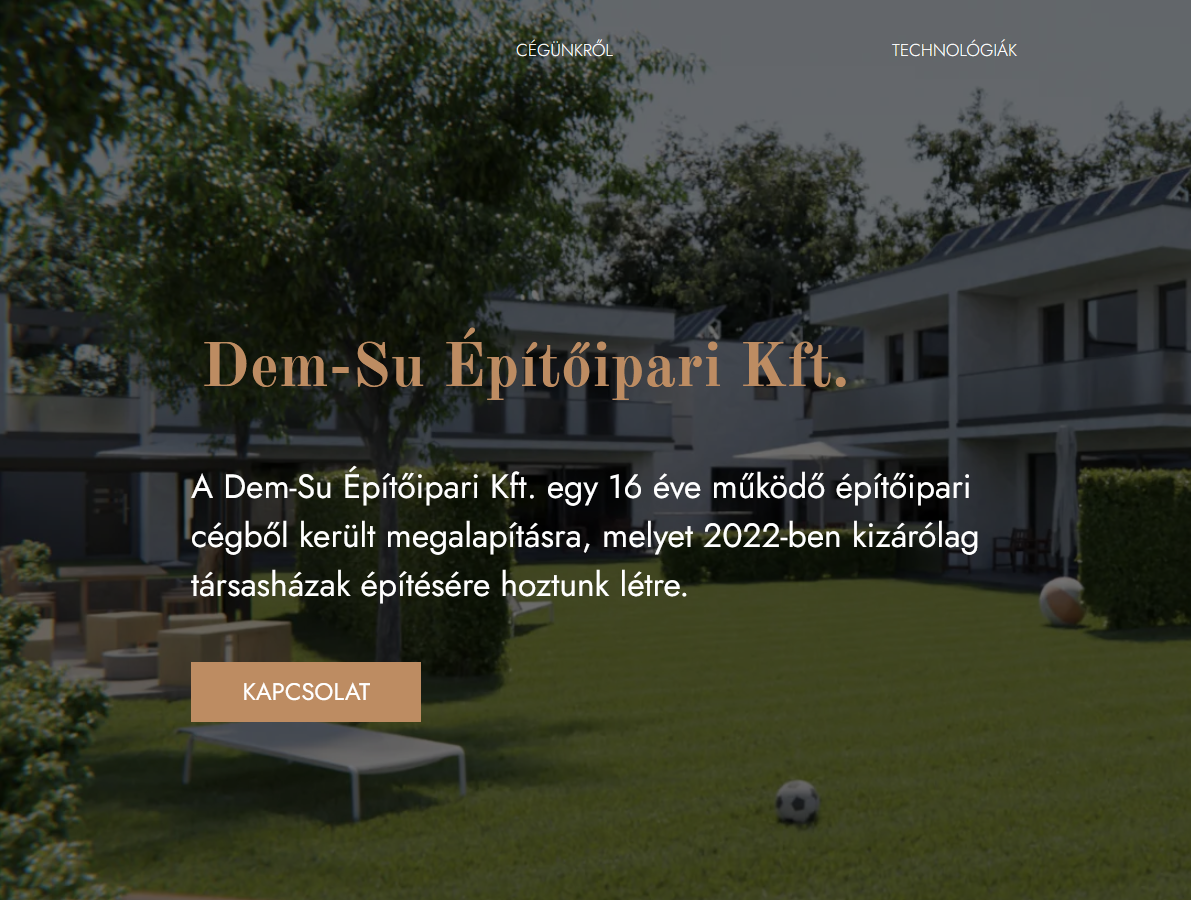 CÉGÜNKRŐL TECHNOLÓGIÁK
Dem-Su Építőipari Kft.
A Dem-Su Építőipari Kft. egy 16 éve működő építőipari
cégből került megalapításra, melyet 2022-ben kizárólag
társasházak építésére hoztunk létre.
KAPCSOLAT